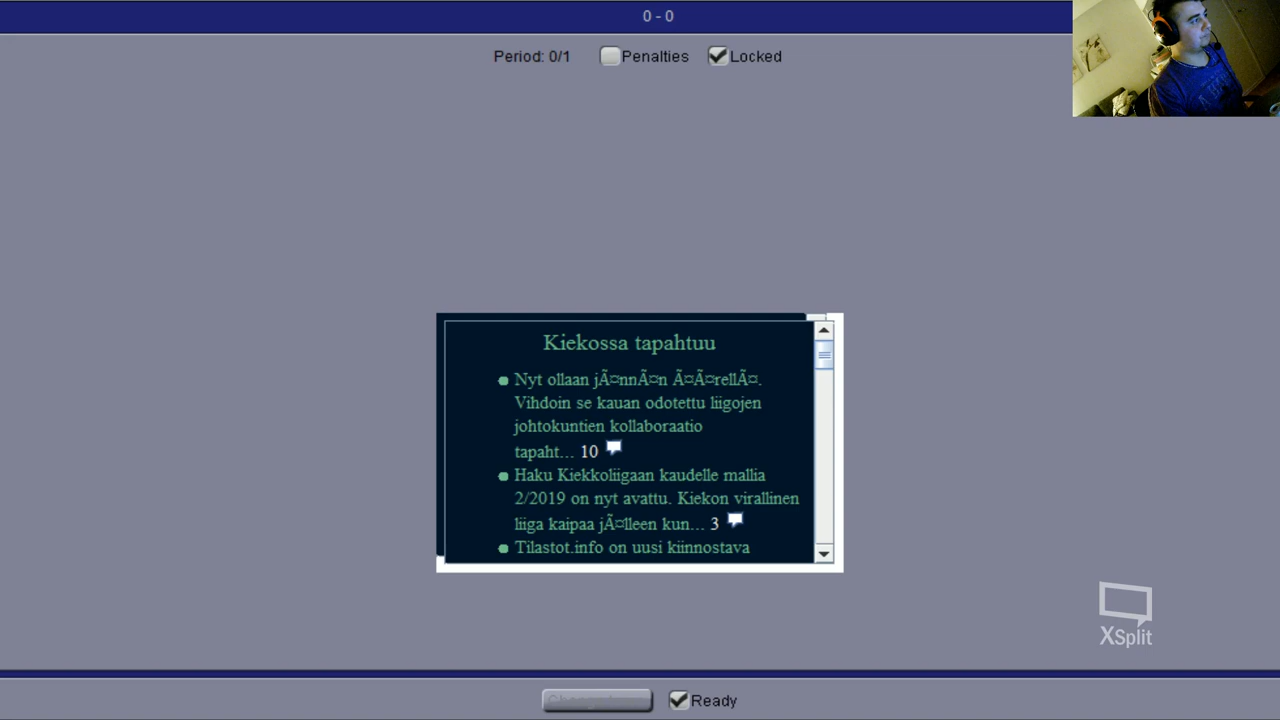 0 - 0
Period: 0/1 Penalties Locked
Kiekossa tapahtuu
Nyt ollaan jÃ¤nnÃ¤n Ã¤Ã¤rellÃ¤.
Vihdoin se kauan odotettu liigojen
johtokuntien kollaboraatio
tapaht... 10
Haku Kiekkoliigaan kaudelle mallia
2/2019 on nyt avattu. Kiekon virallinen
liiga kaipaa jÃ¤lleen kun... 3
Tilastot.info on uusi kiinnostava
XSplit
Ready